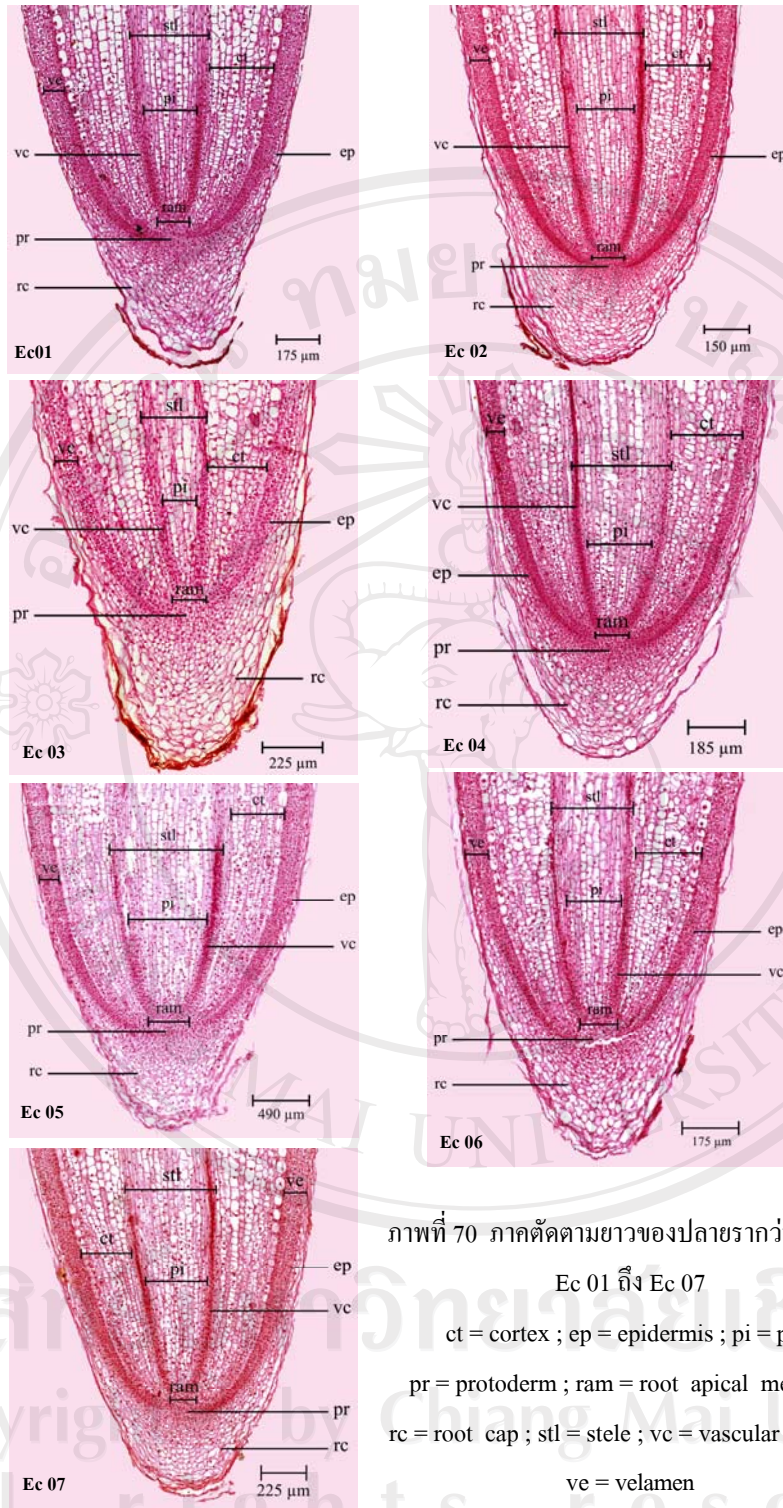 stl
ve
ct
pi
vc
ep
ram
pr
rc
175 µm
Ec01
stl
ve
ct
pi
vc
ep
ram
pr
rc
150 µm
Ec 02
stl
ve
ct
pi
vc
ep
ram
pr
rc
225 µm
Ec 03
ve
ct
stl
vc
pi
ep
ram
pr
rc
185 µm
Ec 04
ct
stl
ve
pi
ep
vc
ram
pr
rc
490 µm
Ec 05
stl
ve
ct
pi
ep
vc
ram
pr
rc
175 µm
Ec 06
stl
ve
ct
pi
ep
vc
ram
pr
rc
225 µm
Ec 07
ภาพที่ 70 ภาคตัดตามยาวของปลายราก
Ec 01 ถึง Ec 07
ct = cortex ; ep = epidermis ; pi =
pr = protoderm ; ram = root apical
rc = root cap ; stl = stele ; vc = vascular
ve = velamen
by Chiang Mai